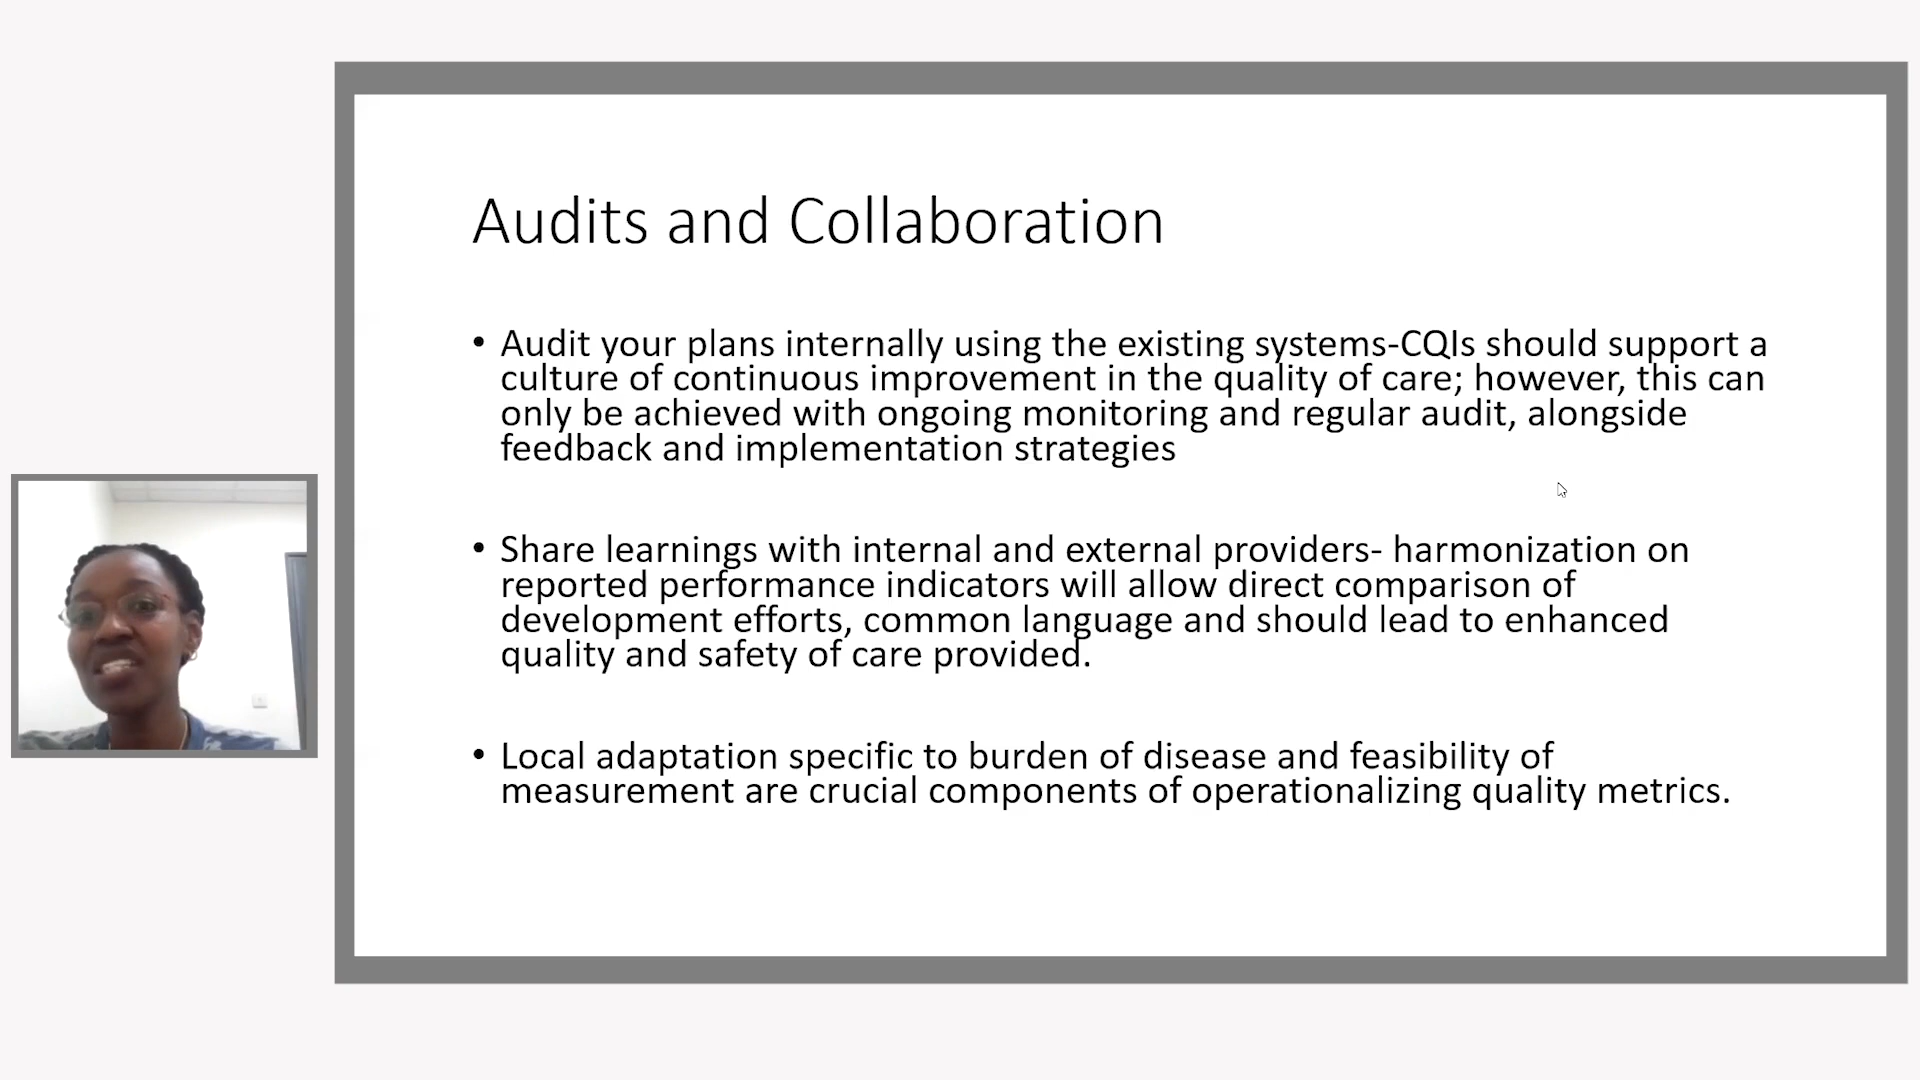 Audits and Collaboration
• Audit your plans internally using the existing systems-CQIs should support a
culture of continuous improvement in the quality of care; however, this can
only be achieved with ongoing monitoring and regular audit, alongside
feedback and implementation strategies
• Share learnings with internal and external providers- harmonization on
reported performance indicators will allow direct comparison of
development efforts, common language and should lead to enhanced
quality and safety of care provided.
• Local adaptation specific to burden of disease and feasibility of
measurement are crucial components of operationalizing quality metrics.